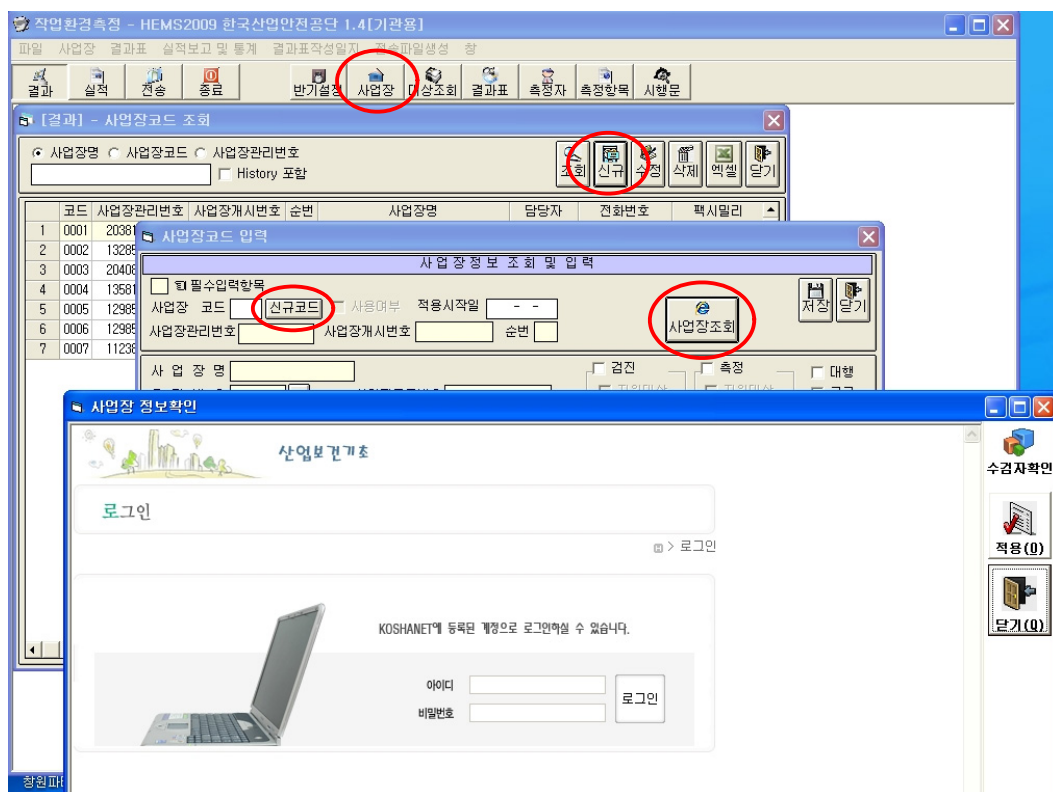 작업환경측정 - HEMS2009 한국산업안전공단 1.4[기관용]
파일 사업장 결과표 실적보고 및 통계 결과표작성일지 전송파일생성 창
결과 실적 전송 종료 반기설정 사업장 대상조회 결과표 측정자 측정항목 시행문
[결과] - 사업장코드 조회
사업장명 사업장코드 사업장관리번호
History 포함
조회 신규 수정 삭제 엑셀 닫기
코드 사업장관리번호 사업장개시번호 순번 사업장명 담당자 전화번호 팩시밀리
1 0001 20381
2 0002 13285
3 0003 20408
4 0004 13581
5 0005 12985
6 0006 12985
7 0007 11238
사업장코드 입력
사업장정보 조회 및 입력
필수입력항목
사업장 코드 신규코드 사용여부 적용시작일 - -
사업장관리번호 사업장개시번호 순번
사업장조회
저장 닫기
사 업 장 명
검진 측정 대행
사업장 정보확인
산업보건기초
로그인
> 로그인
KOSHANET에 등록된 계정으로 로그인하실 수 있습니다.
아이디
비밀번호
로그인
수검자확인
적용(O)
닫기(Q)